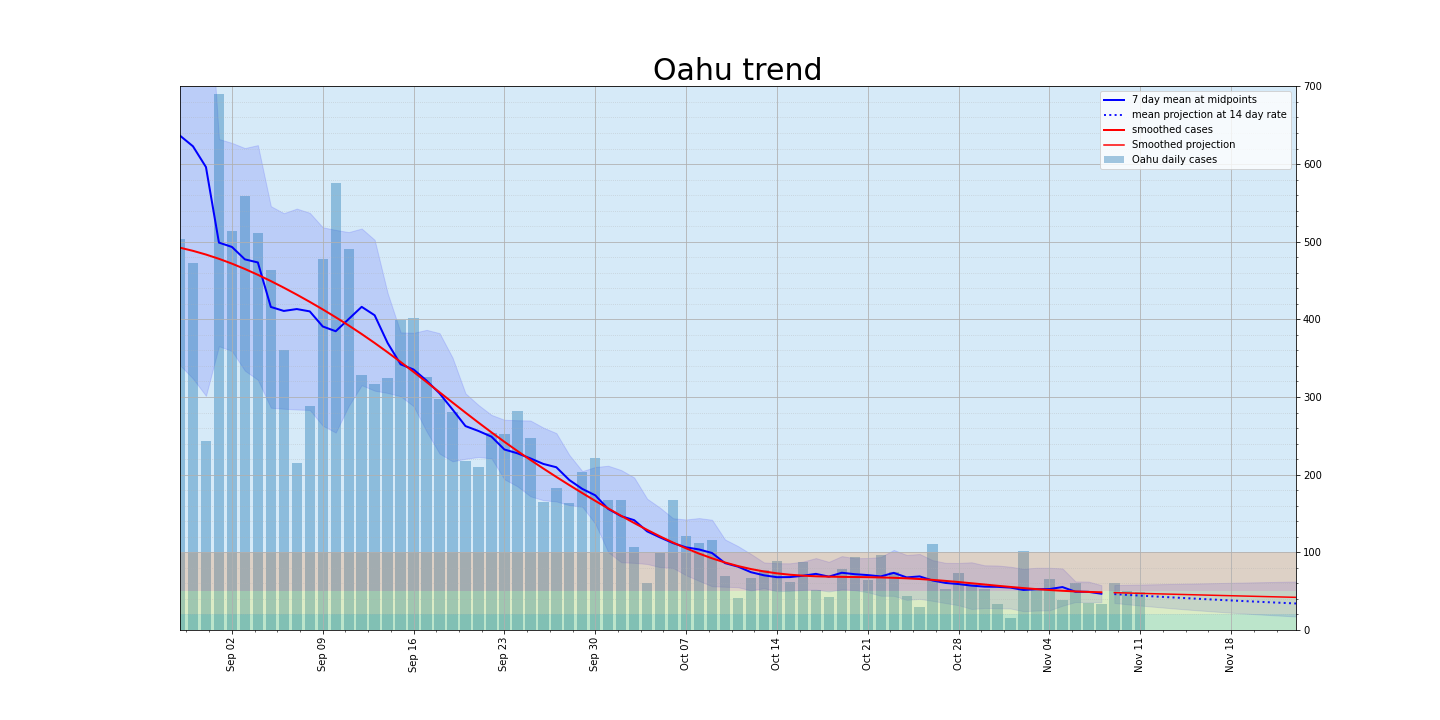 Oahu trend
7 day mean at midpoints
mean projection at 14 day rate
smoothed cases
Smoothed projection
Oahu daily cases
700
600
500
400
300
200
100
0
Sep 02
Sep 09
Sep 16
Sep 23
Sep 30
Oct 07
Oct 14
Oct 21
Oct 28
Nov 04
Nov 11
Nov 18